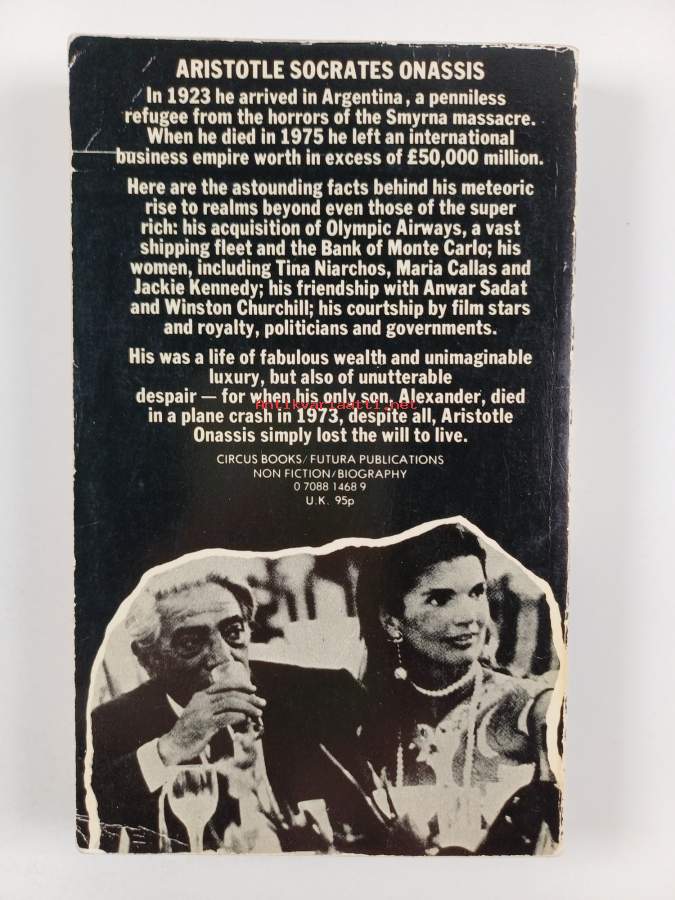 ARISTOTLE SOCRATES ONASSIS
In 1923 he arrived in Argentina, a penniless
refugee from the horrors of the Smyrna massacre.
When he died in 1975 he left an international
business empire worth in excess of £50,000 million.
Here are the astounding facts behind his meteoric
rise to realms beyond even those of the super
rich: his acquisition of Olympic Airways, a vast
shipping fleet and the Bank of Monte Carlo; his
women, including Tina Niarchos, Maria Callas and
Jackie Kennedy; his friendship with Anwar Sadat
and Winston Churchill; his courtship by film stars
and royalty, politicians and governments.
His was a life of fabulous wealth and unimaginable
luxury, but also of unutterable
despair — for when his only son, Alexander, died
Antikvariaatti.net
in a plane crash in 1973, despite all, Aristotle
Onassis simply lost the will to live.
CIRCUS BOOKS/FUTURA PUBLICATIONS
NON FICTION/BIOGRAPHY
0 7088 1468 9
U.K. 95p